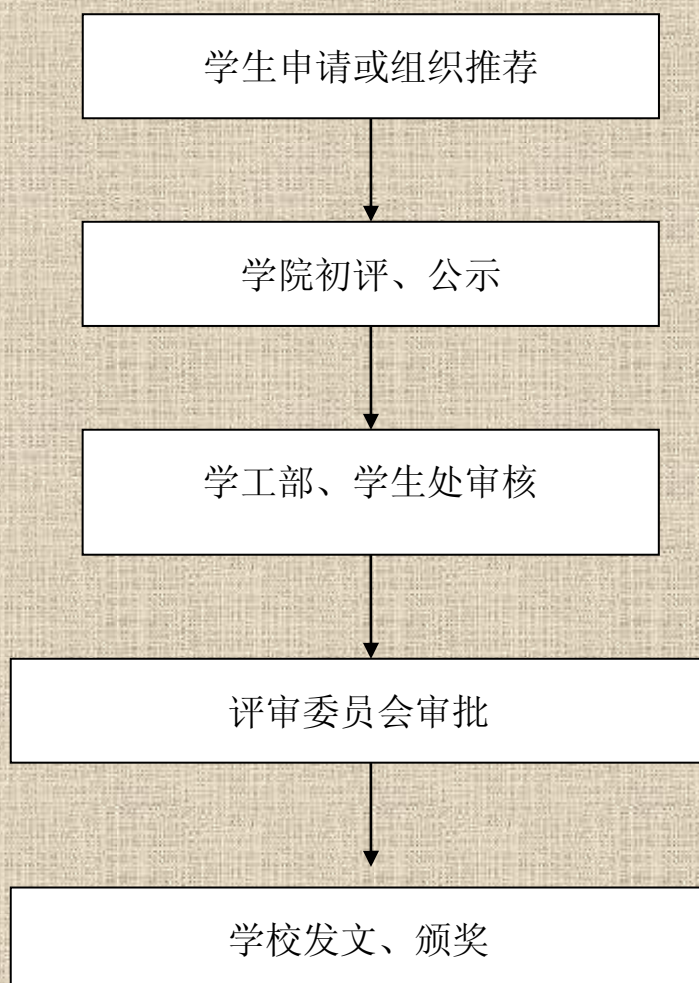 学生申请或组织推荐
学院初评、公示
学工部、学生处审核
评审委员会审批
学校发文、颁奖